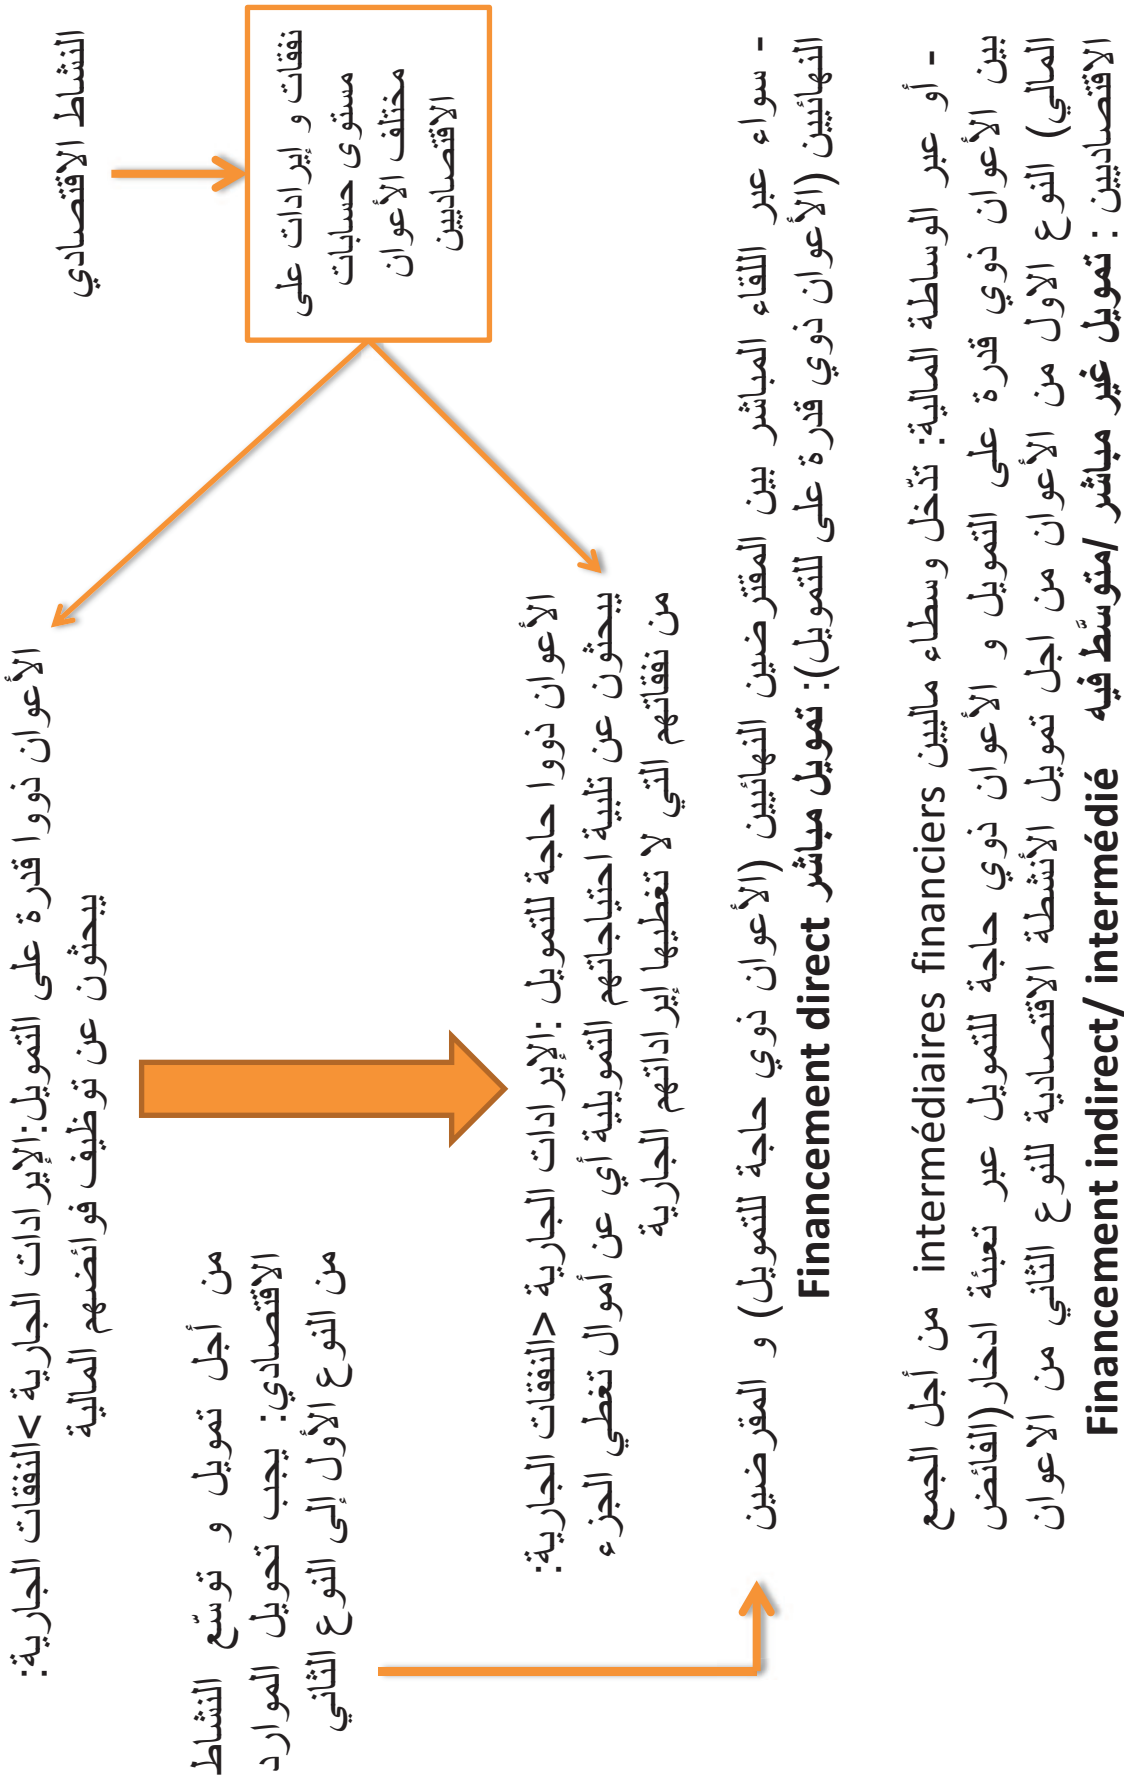 النشاط الاقتصادي
نفقات و إيرادات على
مستوى حسابات
مختلف الأعوان
الاقتصاديين
الأعوان ذووا قدرة على التمويل:الإيرادات الجارية >النفقات الجارية:
يبحثون عن توظيف فوائضهم المالية
من أجل تمويل و توسّع النشاط
الاقتصادي: يجب تحويل الموارد
من النوع الأول إلى النوع الثاني
الأعوان ذووا حاجة للتمويل :الإيرادات الجارية <النفقات الجارية:
يبحثون عن تلبية احتياجاتهم التمويلية أي عن أموال تغطي الجزء
من نفقاتهم التي لا تغطيها إيراداتهم الجارية
- سواء عبر اللقاء المباشر بين المقترضين النهائيين (الأعوان ذوي حاجة للتمويل) و المقرضين
النهائيين (الأعوان ذوي قدرة على للتمويل): تمويل مباشر Financement direct
- أو عبر الوساطة المالية: تدّخل وسطاء ماليين intermédiaires financiers من أجل الجمع
بين الأعوان ذوي قدرة على التمويل و الأعوان ذوي حاجة للتمويل عبر تعبئة ادخار(الفائض
المالي) النوع الاول من الأعوان من اجل تمويل الأنشطة الاقتصادية للنوع الثاني من الاعوان
الاقتصاديين : تمويل غير مباشر /متوسَّط فيه Financement indirect/ intermédié